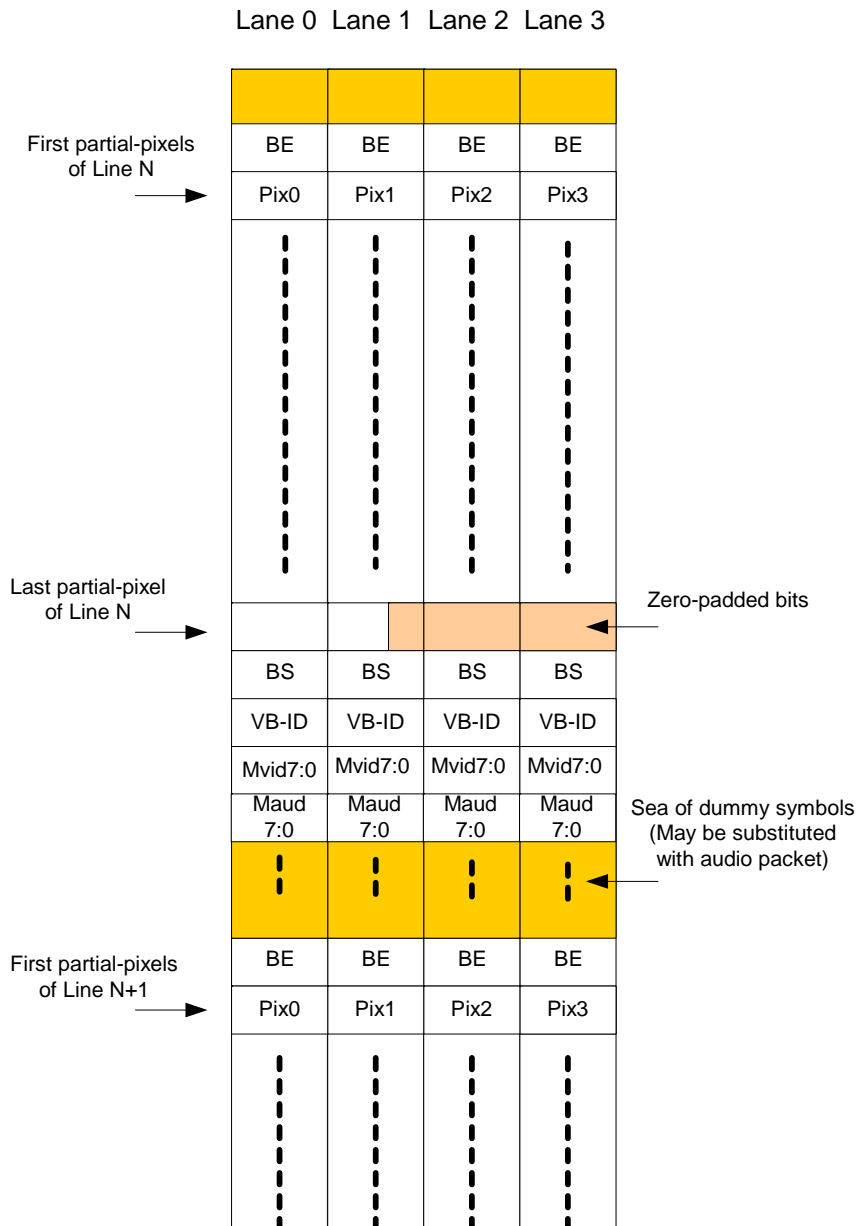 Lane 0 Lane 1 Lane 2 Lane 3
First partial-pixels
of Line N
BE BE BE BE
Pix0 Pix1 Pix2 Pix3
Last partial-pixel
of Line N
Zero-padded bits
BS BS BS BS
VB-ID VB-ID VB-ID VB-ID
Mvid7:0 Mvid7:0 Mvid7:0 Mvid7:0
Maud Maud Maud Maud
7:0 7:0 7:0 7:0
Sea of dummy symbols
(May be substituted
with audio packet)
First partial-pixels
of Line N+1
BE BE BE BE
Pix0 Pix1 Pix2 Pix3